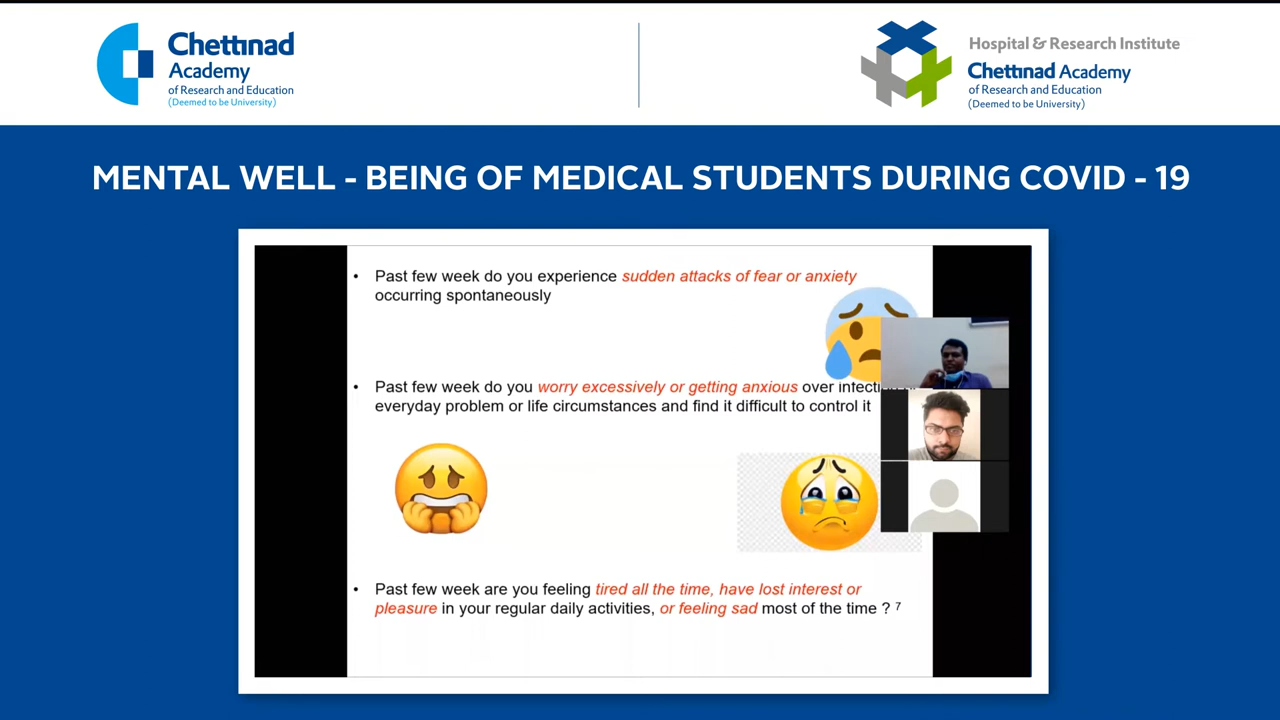 Chettinad
Academy
of Research and Education
(Deemed to be University)
Hospital & Research Institute
Chettinad Academy
of Research and Education
(Deemed to be University)
MENTAL WELL - BEING OF MEDICAL STUDENTS DURING COVID - 19
• Past few week do you experience sudden attacks of fear or anxiety
occurring spontaneously
• Past few week do you worry excessively or getting anxious over
everyday problem or life circumstances and find it difficult to control it
• Past few week are you feeling tired all the time, have lost interest or
pleasure in your regular daily activities, or feeling sad most of the time ? 7